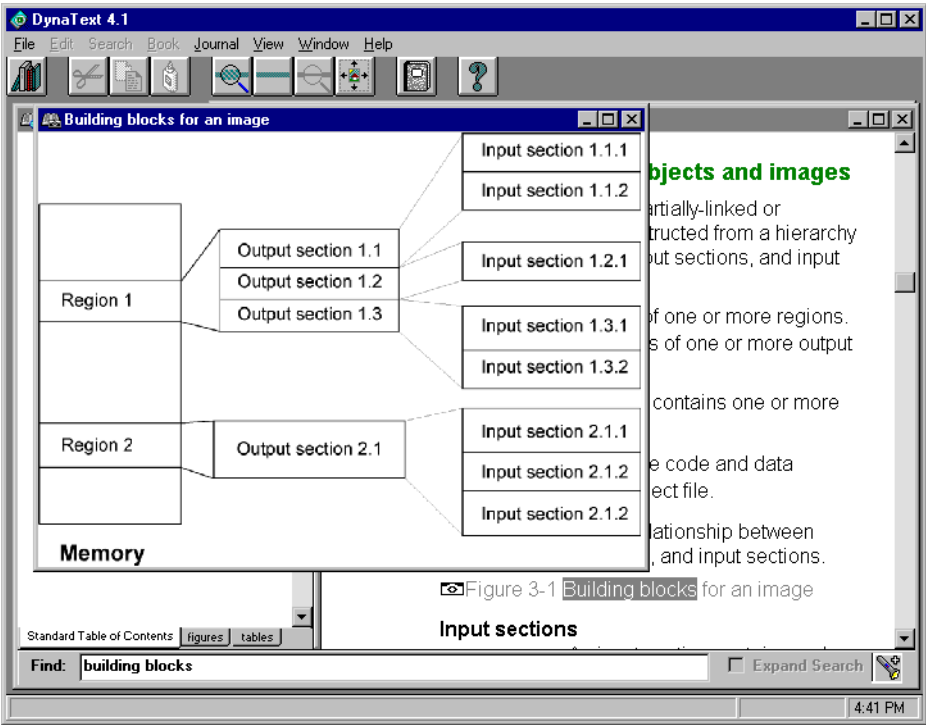 DynaText 4.1
File Edit Search Book Journal View Window Help
Building blocks for an image
Input section 1.1.1
Input section 1.1.2
Output section 1.1
Output section 1.2
Output section 1.3
Input section 1.2.1
Region 1
Input section 1.3.1
Input section 1.3.2
Region 2
Output section 2.1
Input section 2.1.1
Input section 2.1.2
Input section 2.1.2
Memory
bjects and images
artially-linked or
tructed from a hierarchy
out sections, and input
of one or more regions.
s of one or more output
contains one or more
e code and data
ect file.
lationship between
, and input sections.
Figure 3-1 Building blocks for an image
Input sections
Standard Table of Contents figures tables
Find: building blocks
Expand Search
4:41 PM